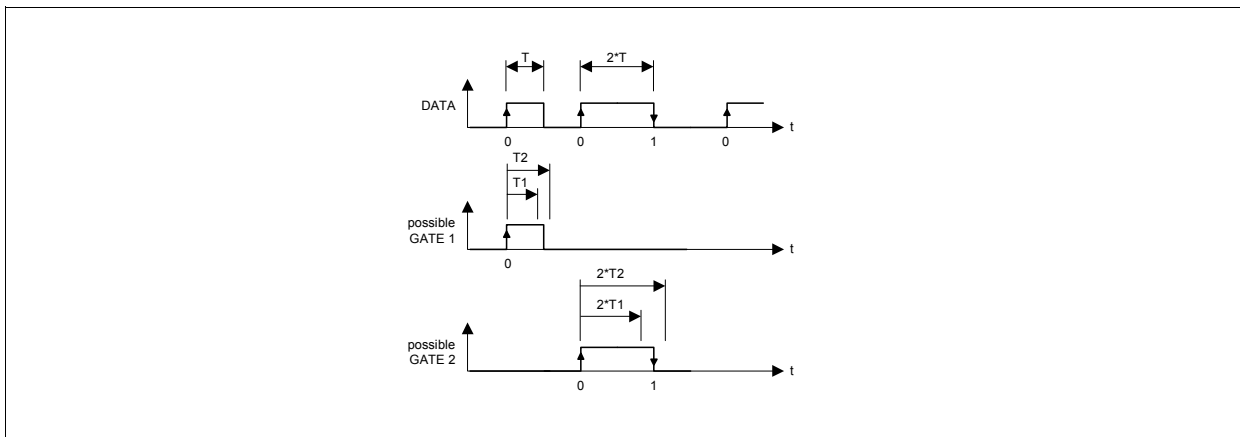 T 2*T
DATA
t
0 0 1 0
T2
T1
possible
GATE 1
t
0
2*T2
2*T1
possible
GATE 2
t
0 1